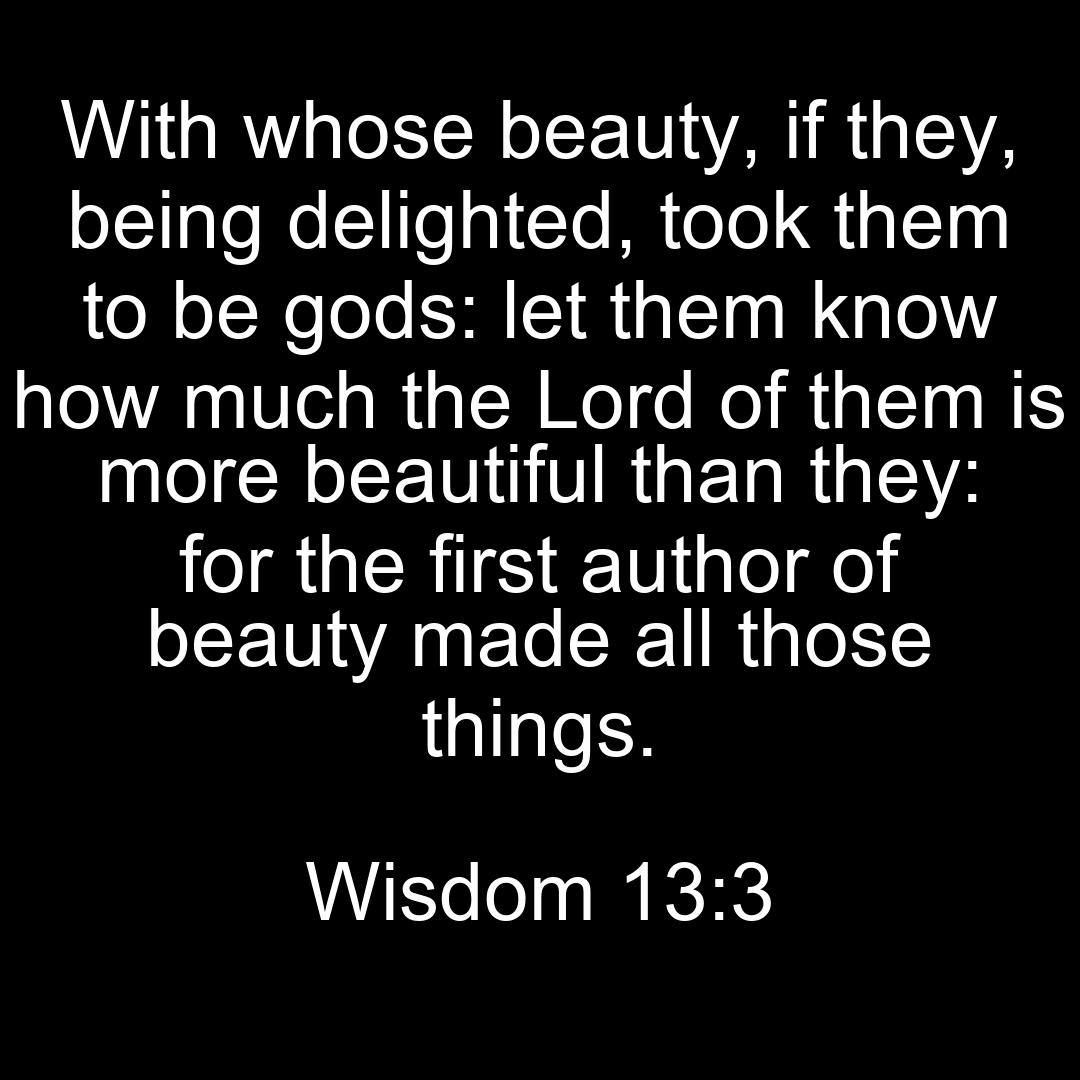 With whose beauty, if they,
being delighted, took them
to be gods: let them know
how much the Lord of them is
more beautiful than they:
for the first author of
beauty made all those
things.
Wisdom 13:3